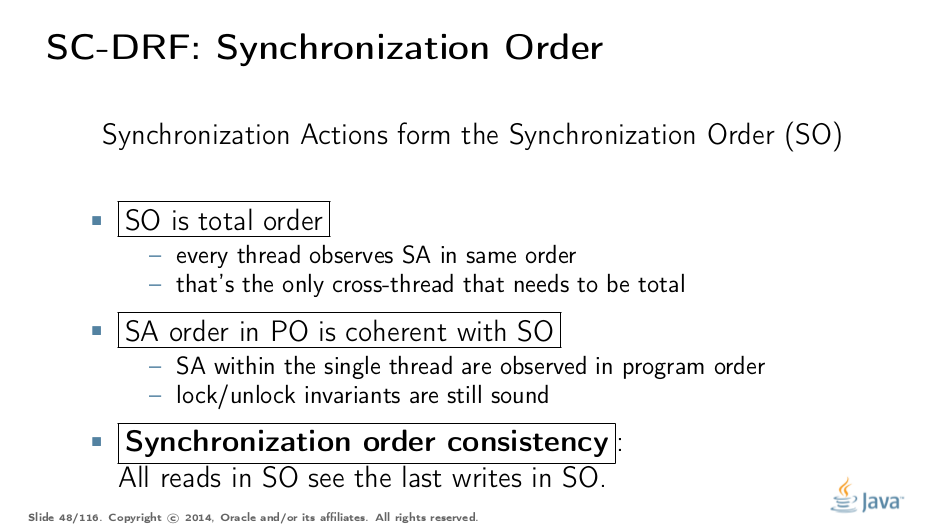 SC-DRF: Synchronization Order
Synchronization Actions form the Synchronization Order (SO)
■ SO is total order
– every thread observes SA in same order
– that's the only cross-thread that needs to be total
■ SA order in PO is coherent with SO
– SA within the single thread are observed in program order
– lock/unlock invariants are still sound
■ Synchronization order consistency:
All reads in SO see the last writes in SO.
Slide 48/116. Copyright © 2014, Oracle and/or its affiliates. All rights reserved.
Java™